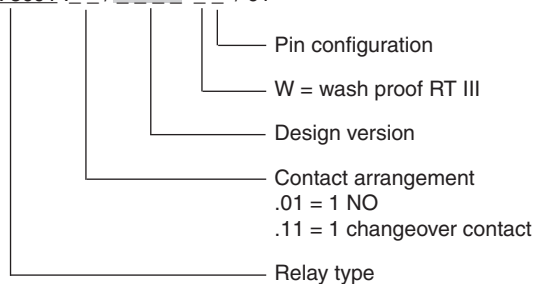 Pin configuration
W = wash proof RT III
Design version
Contact arrangement
.01 = 1 NO
.11 = 1 changeover contact
Relay type